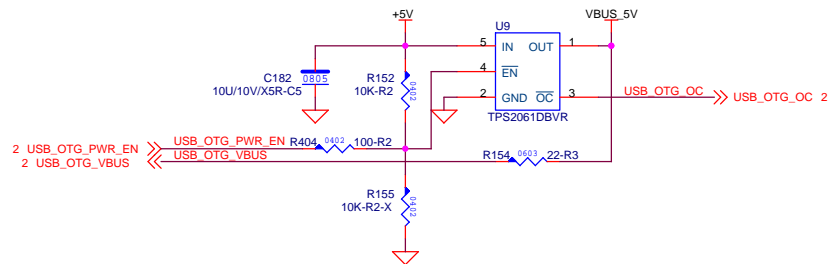 +5V
VBUS_5V
U9
5 IN OUT 1
4 EN
2 GND OC 3
TPS2061DBVR
C182
0805
10U/10V/X5R-C5
R152
10K-R2
0402
USB_OTG_OC
USB_OTG_OC 2
2 USB_OTG_PWR_EN
USB_OTG_PWR_EN
R404 0402 100-R2
2 USB_OTG_VBUS
USB_OTG_VBUS
R154 0603 22-R3
R155
10K-R2-X
0402